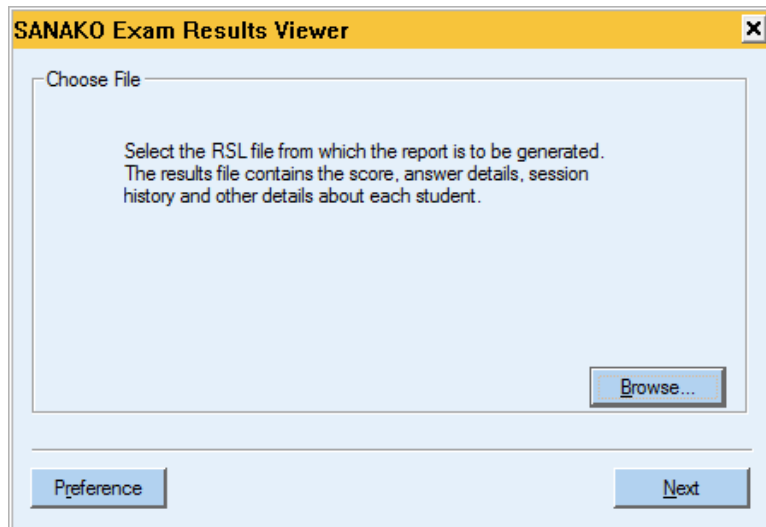 SANAKO Exam Results Viewer
Choose File
Select the RSL file from which the report is to be generated.
The results file contains the score, answer details, session
history and other details about each student.
Browse...
Preference
Next